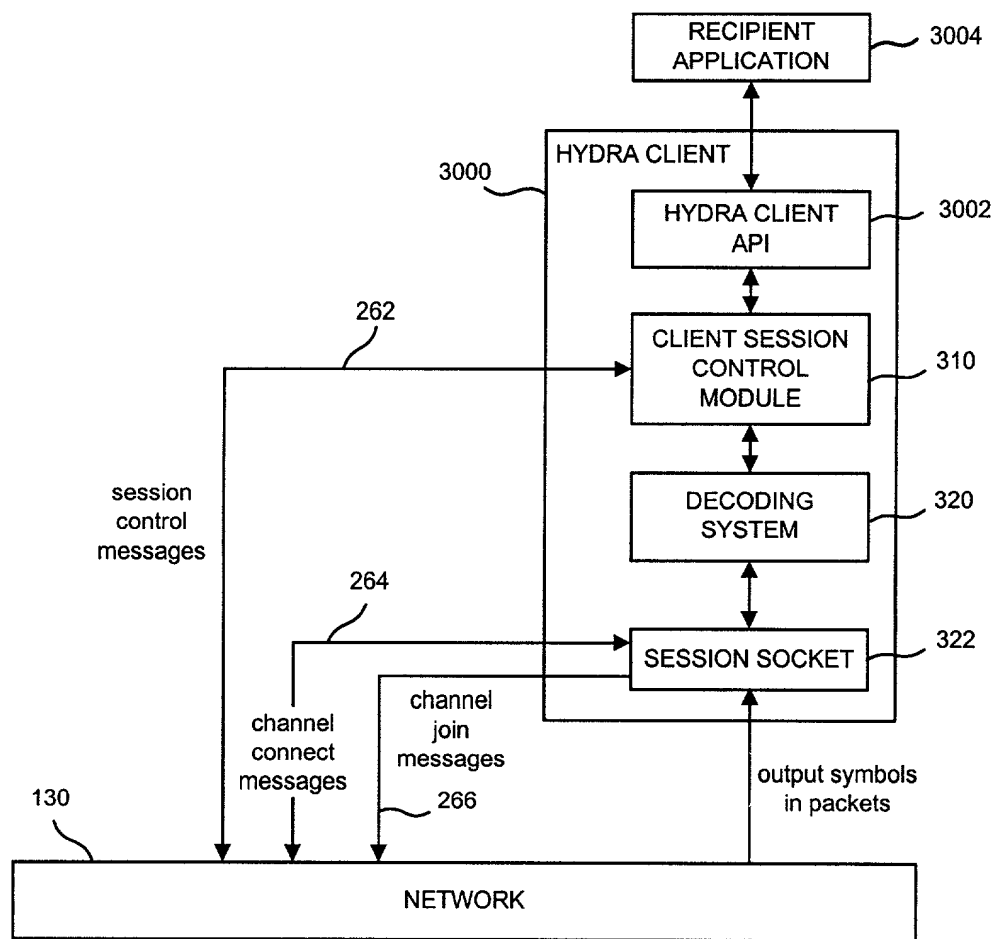 RECIPIENT
APPLICATION
3004
HYDRA CLIENT
3000
HYDRA CLIENT
API
3002
262
CLIENT SESSION
CONTROL
MODULE
310
session
control
messages
DECODING
SYSTEM
320
264
SESSION SOCKET
322
channel
connect
messages
channel
join
messages
266
output symbols
in packets
130
NETWORK